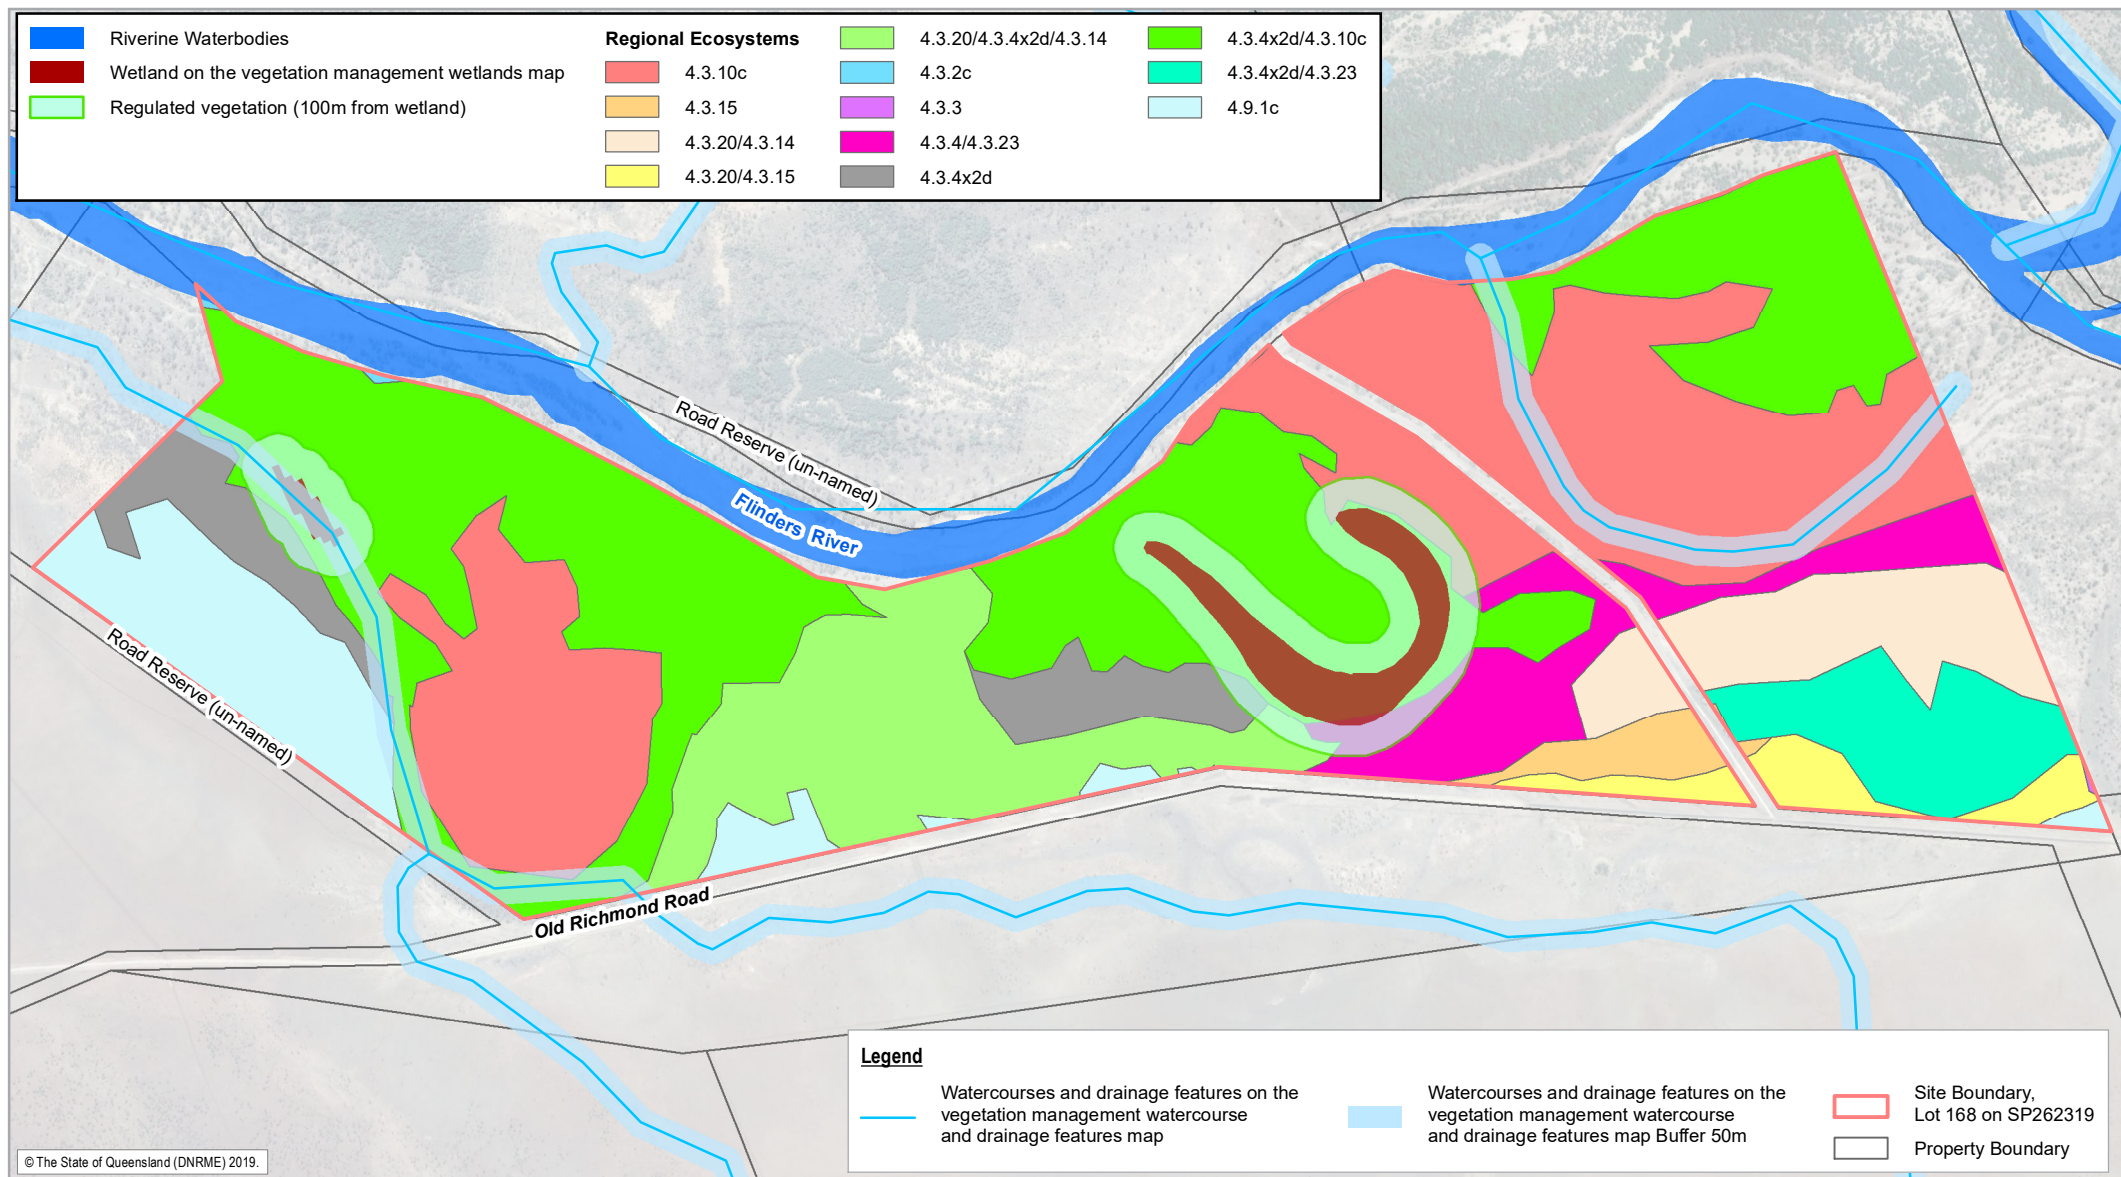 Riverine Waterbodies
Wetland on the vegetation management wetlands map
Regulated vegetation (100m from wetland)
Regional Ecosystems
4.3.10c
4.3.15
4.3.20/4.3.14
4.3.20/4.3.15
4.3.20/4.3.4x2d/4.3.14
4.3.2c
4.3.3
4.3.4/4.3.23
4.3.4x2d
4.3.4x2d/4.3.10c
4.3.4x2d/4.3.23
4.9.1c
Road Reserve (un-named)
Flinders River
Road Reserve (un-named)
Old Richmond Road
Legend
Watercourses and drainage features on the
vegetation management watercourse
and drainage features map
Watercourses and drainage features on the
vegetation management watercourse
and drainage features map Buffer 50m
Site Boundary,
Lot 168 on SP262319
Property Boundary
© The State of Queensland (DNRME) 2019.